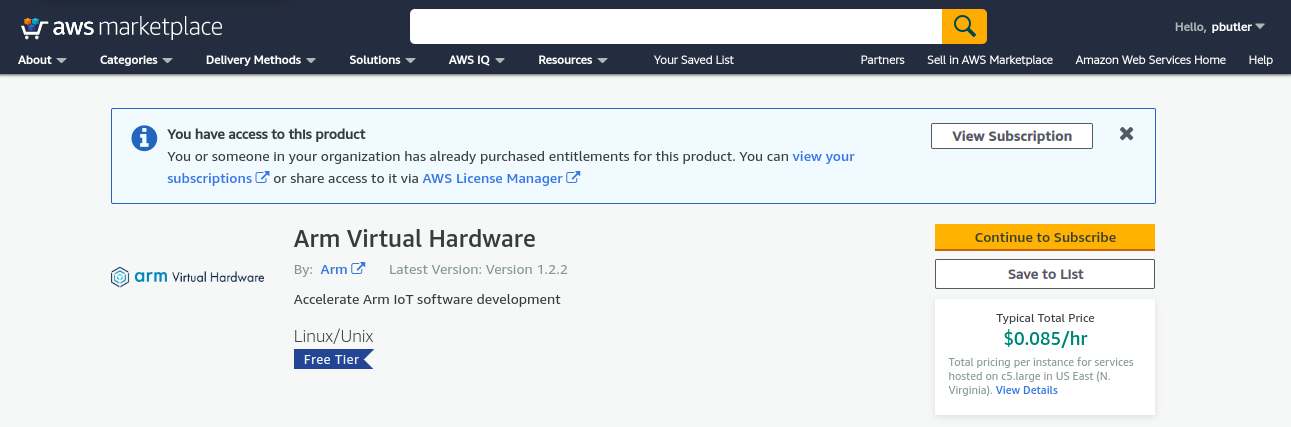 aws marketplace
Hello, pbutler
About Categories Delivery Methods Solutions AWS IQ Resources Your Saved List Partners Sell in AWS Marketplace Amazon Web Services Home Help
You have access to this product
You or someone in your organization has already purchased entitlements for this product. You can view your
subscriptions or share access to it via AWS License Manager
View Subscription
arm Virtual Hardware
Arm Virtual Hardware
By: Arm Latest Version: Version 1.2.2
Accelerate Arm IoT software development
Linux/Unix
Free Tier
Continue to Subscribe
Save to List
Typical Total Price
$0.085/hr
Total pricing per instance for services
hosted on c5.large in US East (N.
Virginia). View Details